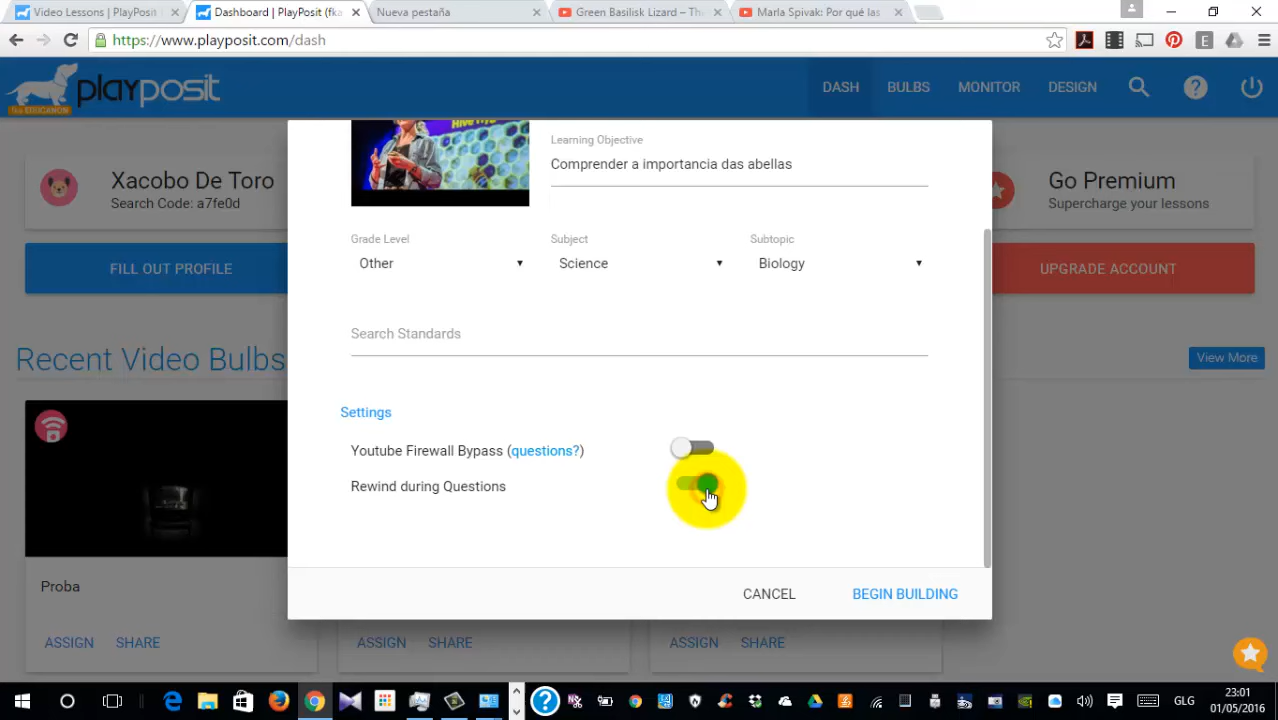 Video Lessons | PlayPosit
Dashboard | PlayPosit (fka
Nueva pestaña
Green Basilisk Lizard – The
Marla Spivak: Por qué las
https://www.playposit.com/dash
playposit
fka EDUCANON
DASH
BULBS
MONITOR
DESIGN
Xacobo De Toro
Search Code: a7fe0d
FILL OUT PROFILE
Go Premium
Supercharge your lessons
UPGRADE ACCOUNT
Recent Video Bulbs
View More
Proba
ASSIGN SHARE
ASSIGN SHARE
ASSIGN SHARE
Learning Objective
Comprender a importancia das abellas
Grade Level
Other
Subject
Science
Subtopic
Biology
Search Standards
Settings
Youtube Firewall Bypass (questions?)
Rewind during Questions
CANCEL
BEGIN BUILDING
GLG
23:01
01/05/2016